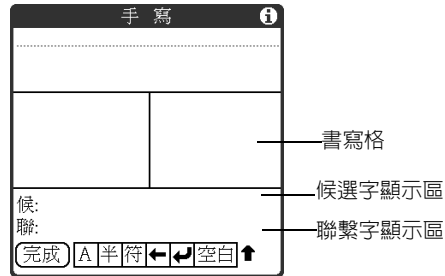 手 寫
書寫格
候選字顯示區
候:
聯:
聯繫字顯示區
完成 A 半 符 ← ↵ 空白 ↑